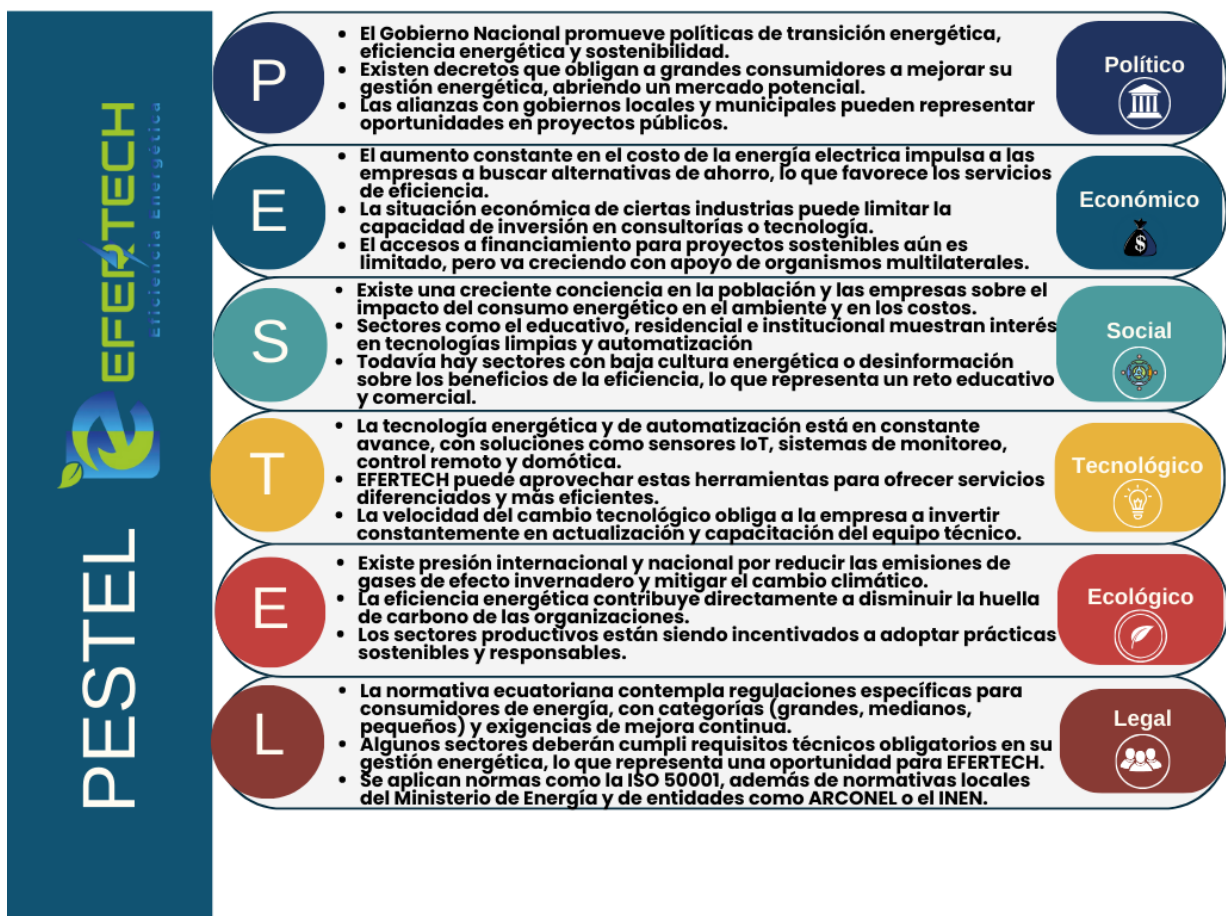 PESTEL
EFERTECH
Eficiencia Energética
P
• El Gobierno Nacional promueve políticas de transición energética,
eficiencia energética y sostenibilidad.
• Existen decretos que obligan a grandes consumidores a mejorar su
gestión energética, abriendo un mercado potencial.
• Las alianzas con gobiernos locales y municipales pueden representar
oportunidades en proyectos públicos.
Político
E
• El aumento constante en el costo de la energía electrica impulsa a las
empresas a buscar alternativas de ahorro, lo que favorece los servicios
de eficiencia.
• La situación económica de ciertas industrias puede limitar la
capacidad de inversión en consultorías o tecnología.
• El accesos a financiamiento para proyectos sostenibles aún es
limitado, pero va creciendo con apoyo de organismos multilaterales.
Económico
$
S
• Existe una creciente conciencia en la población y las empresas sobre el
impacto del consumo energético en el ambiente y en los costos.
• Sectores como el educativo, residencial e institucional muestran interés
en tecnologías limpias y automatización
• Todavía hay sectores con baja cultura energética o desinformación
sobre los beneficios de la eficiencia, lo que representa un reto educativo
y comercial.
Social
T
• La tecnología energética y de automatización está en constante
avance, con soluciones como sensores IoT, sistemas de monitoreo,
control remoto y domótica.
• EFERTECH puede aprovechar estas herramientas para ofrecer servicios
diferenciados y más eficientes.
• La velocidad del cambio tecnológico obliga a la empresa a invertir
constantemente en actualización y capacitación del equipo técnico.
Tecnológico
E
• Existe presión internacional y nacional por reducir las emisiones de
gases de efecto invernadero y mitigar el cambio climático.
• La eficiencia energética contribuye directamente a disminuir la huella
de carbono de las organizaciones.
• Los sectores productivos están siendo incentivados a adoptar prácticas
sostenibles y responsables.
Ecológico
L
• La normativa ecuatoriana contempla regulaciones específicas para
consumidores de energía, con categorías (grandes, medianos,
pequeños) y exigencias de mejora continua.
• Algunos sectores deberán cumpli requisitos técnicos obligatorios en su
gestión energética, lo que representa una oportunidad para EFERTECH.
• Se aplican normas como la ISO 50001, además de normativas locales
del Ministerio de Energía y de entidades como ARCONEL o el INEN.
Legal